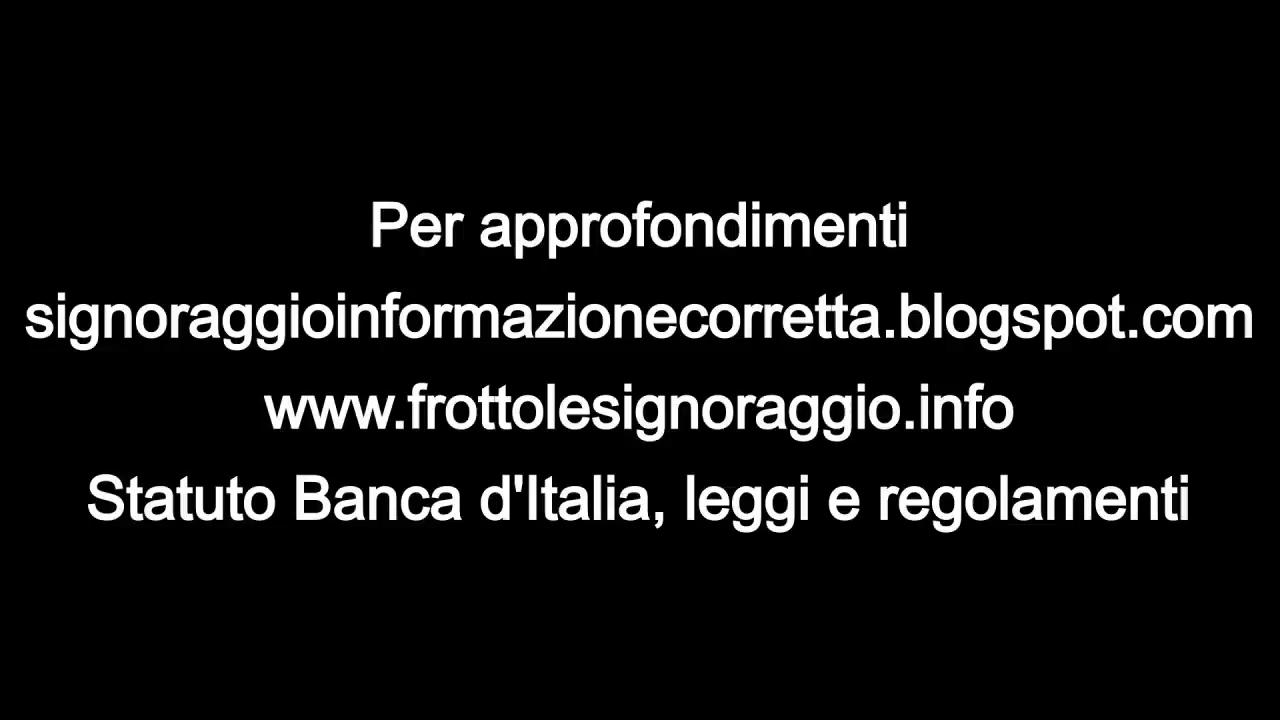 Per approfondimenti
signoraggioinformazionecorretta.blogspot.com
www.frottolesignoraggio.info
Statuto Banca d'Italia, leggi e regolamenti